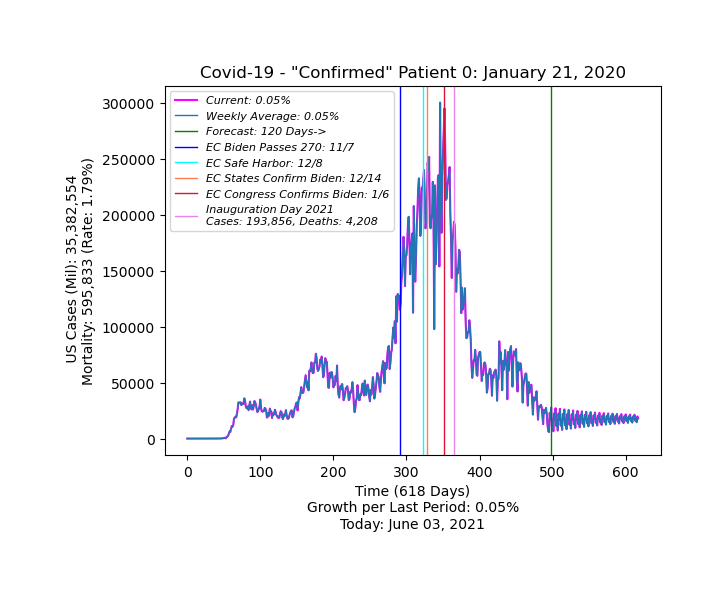 Covid-19 - "Confirmed" Patient 0: January 21, 2020
US Cases (Mil): 35,382,554
Mortality: 595,833 (Rate: 1.79%)
300000
250000
200000
150000
100000
50000
0
Current: 0.05%
Weekly Average: 0.05%
Forecast: 120 Days->
EC Biden Passes 270: 11/7
EC Safe Harbor: 12/8
EC States Confirm Biden: 12/14
EC Congress Confirms Biden: 1/6
Inauguration Day 2021
Cases: 193,856, Deaths: 4,208
0 100 200 300 400 500 600
Time (618 Days)
Growth per Last Period: 0.05%
Today: June 03, 2021